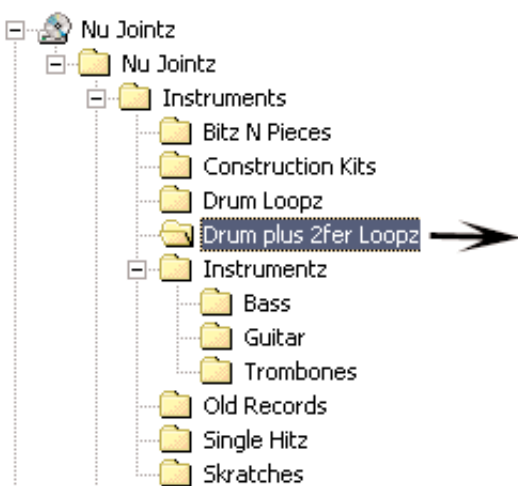 Nu Jointz
Nu Jointz
Instruments
Bitz N Pieces
Construction Kits
Drum Loopz
Drum plus 2fer Loopz
Instrumentz
Bass
Guitar
Trombones
Old Records
Single Hitz
Skratches